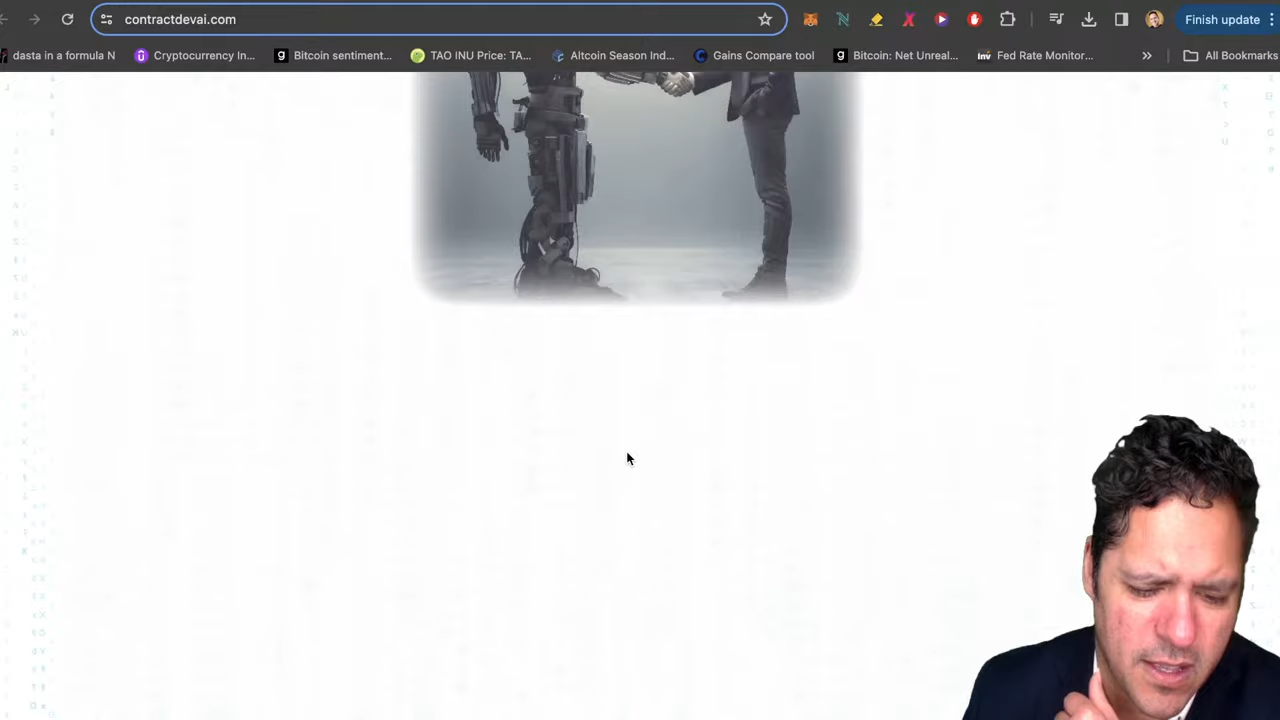 contractdevai.com
Finish update
dasta in a formula N
Cryptocurrency In...
Bitcoin sentiment...
TAO INU Price: TA...
Altcoin Season Ind...
Gains Compare tool
Bitcoin: Net Unreal...
Inv
Fed Rate Monitor...
»
All Bookmarks